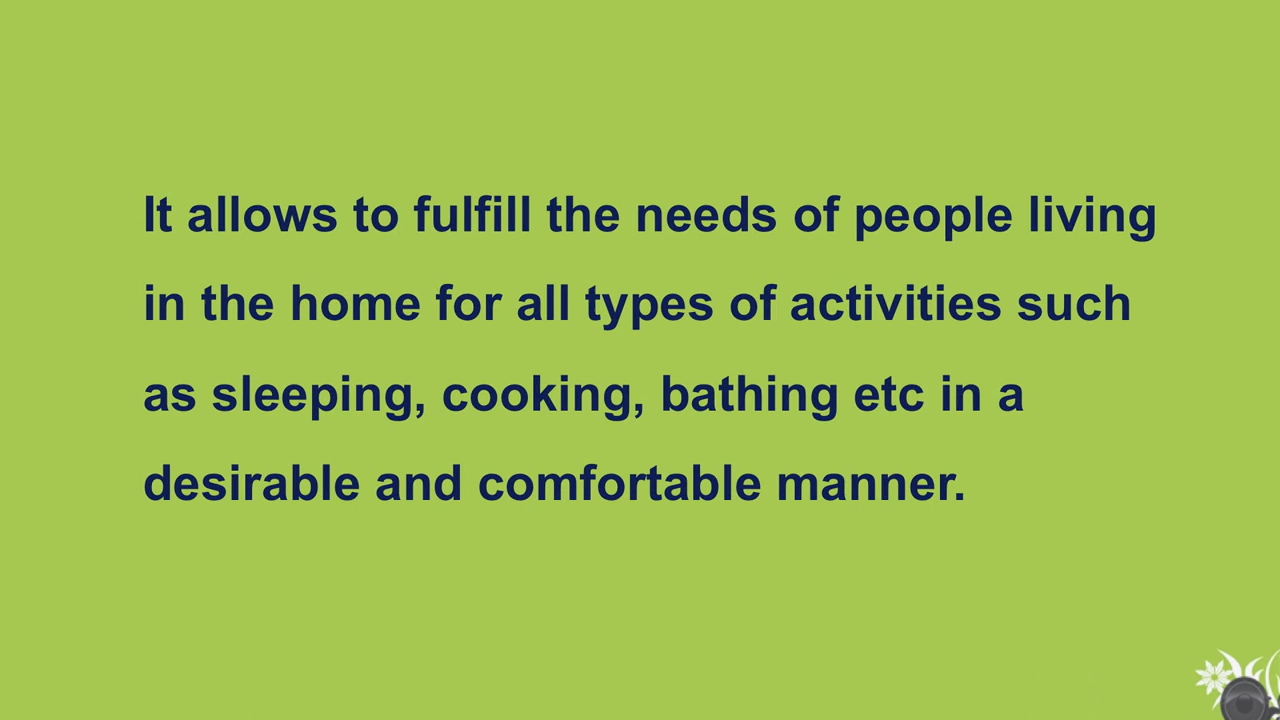 It allows to fulfill the needs of people living
in the home for all types of activities such
as sleeping, cooking, bathing etc in a
desirable and comfortable manner.